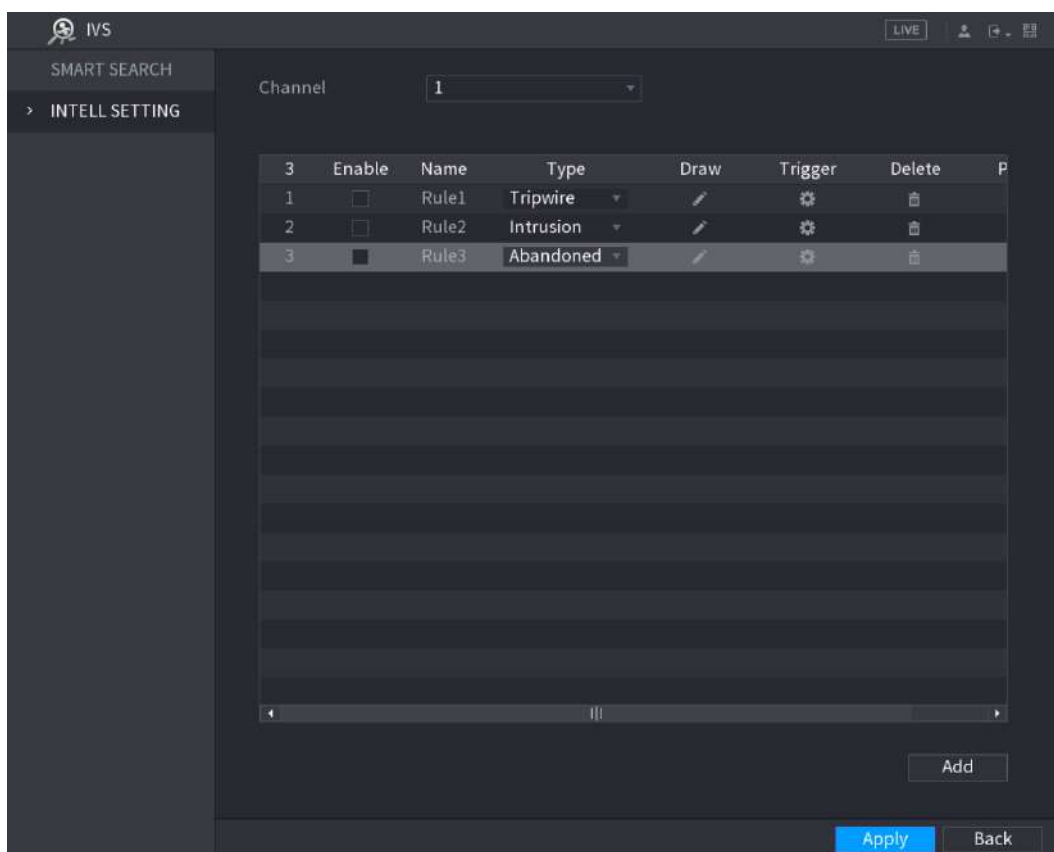 IVS LIVE
SMART SEARCH
> INTELL SETTING
Channel 1
3 Enable Name Type Draw Trigger Delete P
1 Rule1 Tripwire
2 Rule2 Intrusion
3 Rule3 Abandoned
Add
Apply Back